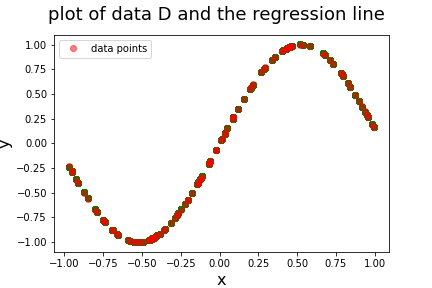 plot of data D and the regression line
data points
1.00
0.75
0.50
0.25
0.00
−0.25
−0.50
−0.75
−1.00
y
−1.00 −0.75 −0.50 −0.25 0.00 0.25 0.50 0.75 1.00
x